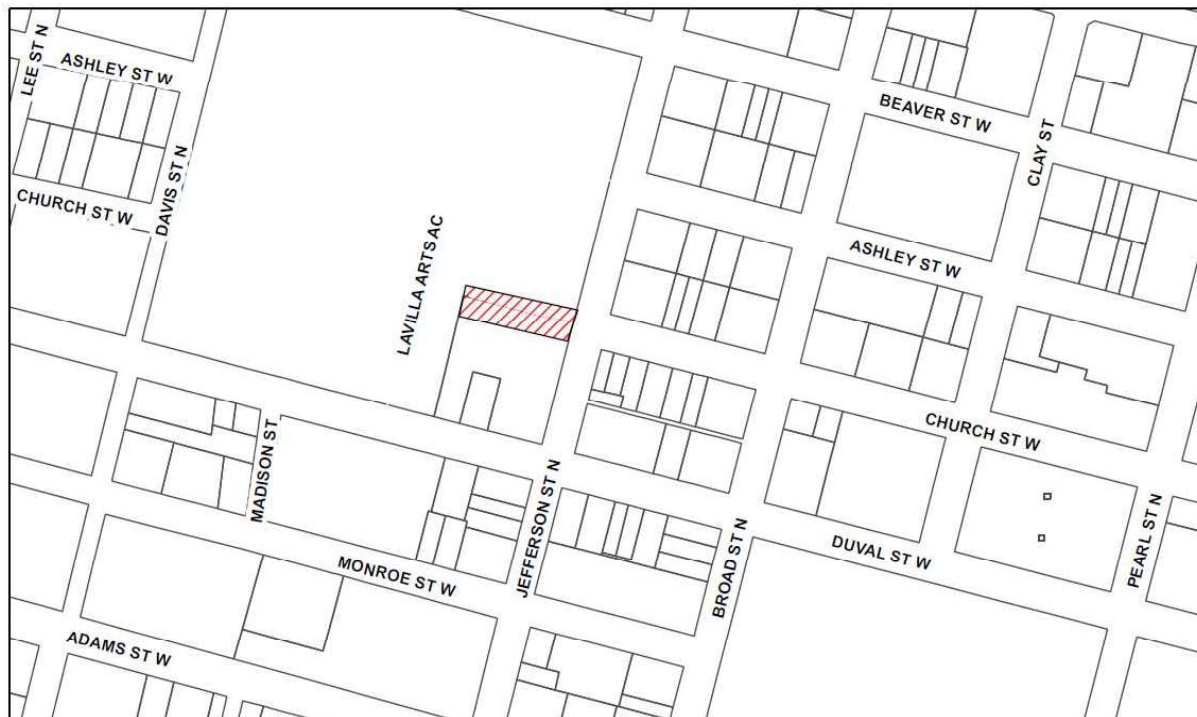 LEE ST N
ASHLEY ST W
BEAVER ST W
CLAY ST
CHURCH ST W
DAVIS ST N
LAVILLA ARTS AC
ASHLEY ST W
CHURCH ST W
MADISON ST
JEFFERSON ST N
BROAD ST N
DUVAL ST W
PEARL ST N
MONROE ST W
ADAMS ST W